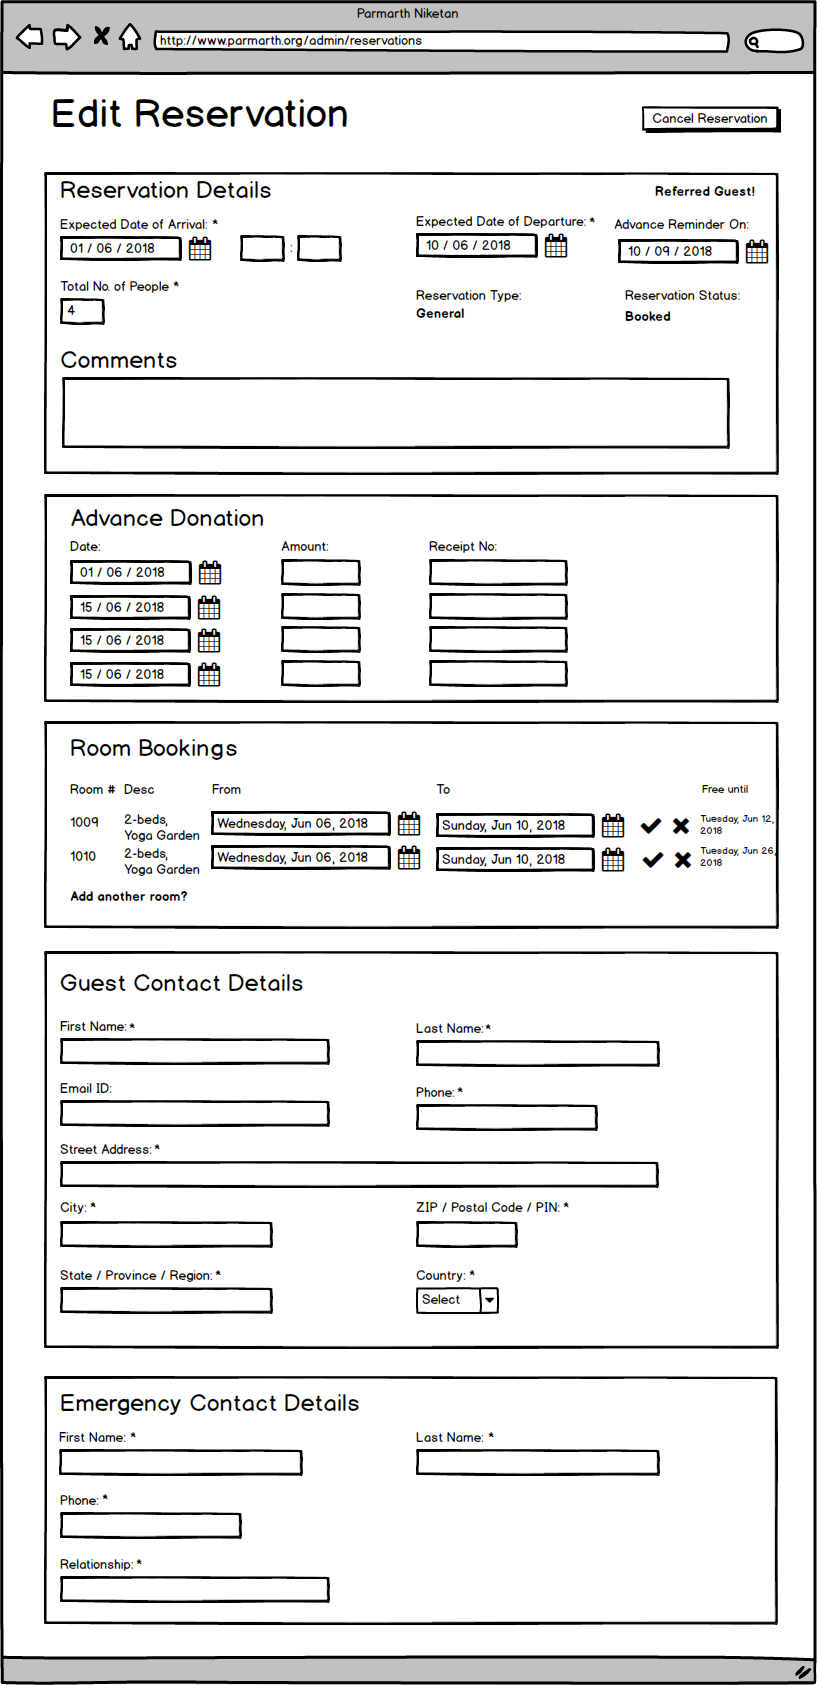 Parmarth Niketan
http://www.parmarth.org/admin/reservations
Edit Reservation
Cancel Reservation
Reservation Details
Referred Guest!
Expected Date of Arrival: *
Expected Date of Departure: *
Advance Reminder On:
01 / 06 / 2018
:
10 / 06 / 2018
10 / 09 / 2018
Total No. of People *
4
Reservation Type:
General
Reservation Status:
Booked
Comments
Advance Donation
Date:
Amount:
Receipt No:
01 / 06 / 2018
15 / 06 / 2018
15 / 06 / 2018
15 / 06 / 2018
Room Bookings
Room #
Desc
From
To
Free until
1009
2-beds,
Yoga Garden
Wednesday, Jun 06, 2018
Sunday, Jun 10, 2018
Tuesday, Jun 12,
2018
1010
2-beds,
Yoga Garden
Wednesday, Jun 06, 2018
Sunday, Jun 10, 2018
Tuesday, Jun 26,
2018
Add another room?
Guest Contact Details
First Name: *
Last Name: *
Email ID:
Phone: *
Street Address: *
City: *
ZIP / Postal Code / PIN: *
State / Province / Region: *
Country: *
Select
Emergency Contact Details
First Name: *
Last Name: *
Phone: *
Relationship: *